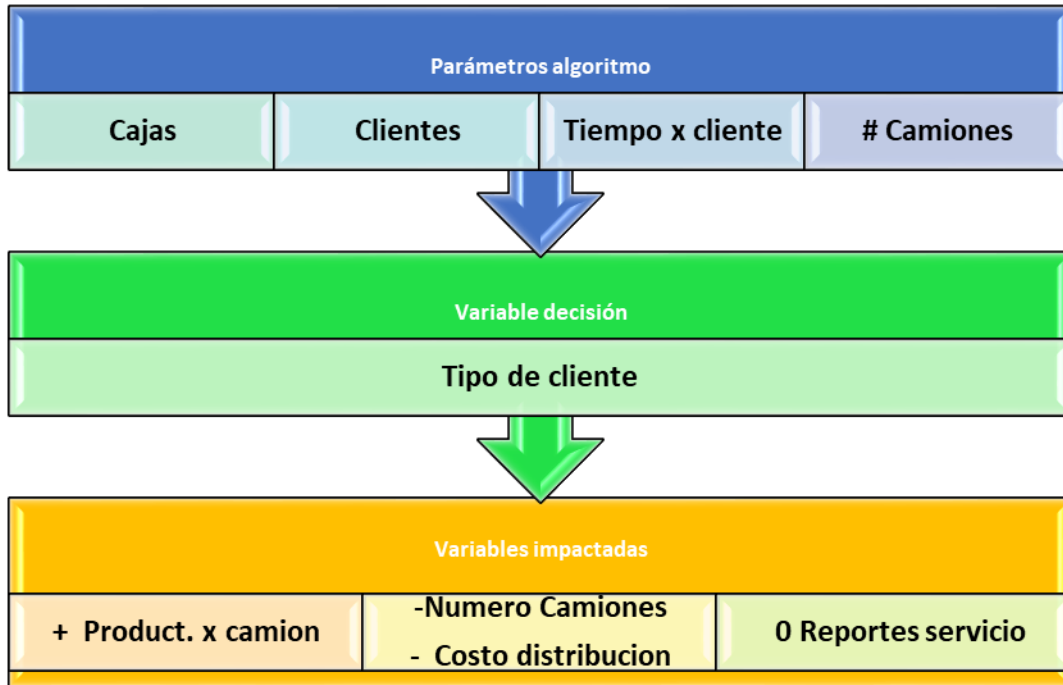 Parámetros algoritmo
Cajas
Clientes
Tiempo x cliente
# Camiones
Variable decisión
Tipo de cliente
Variables impactadas
+ Product. x camion
-Numero Camiones
- Costo distribucion
0 Reportes servicio